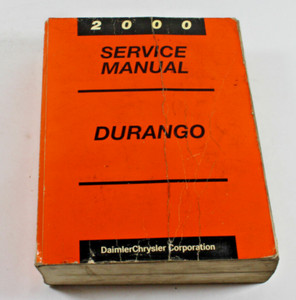 2000
SERVICE
MANUAL
DURANGO
DaimlerChrysler Corporation